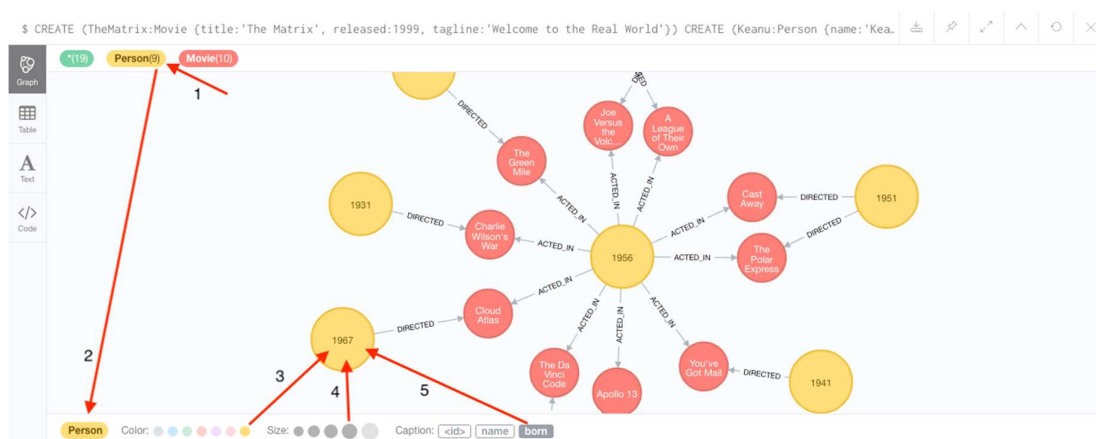 $ CREATE (TheMatrix:Movie {title:'The Matrix', released:1999, tagline:'Welcome to the Real World'}) CREATE (Keanu:Person {name:'Kea…
*(19) Person(9) Movie(10)
Graph
Table
Text
Code
1
DIRECTED
Joe
Versus
the
Volc...
A
League
of Their
Own
The
Green
Mile
ACTED_IN
ACTED_IN
ACTED_IN
1931
DIRECTED
Charlie
Wilson's
War
ACTED_IN
1956
ACTED_IN
Cast
Away
DIRECTED
1951
ACTED_IN
The
Polar
Express
DIRECTED
ACTED_IN
Cloud
Atlas
DIRECTED
1967
2
3
4
5
ACTED_IN
ACTED_IN
ACTED_IN
The Da
Vinci
Code
Apollo 13
You've
Got Mail
DIRECTED
1941
Person Color: Size: Caption: <id> name born